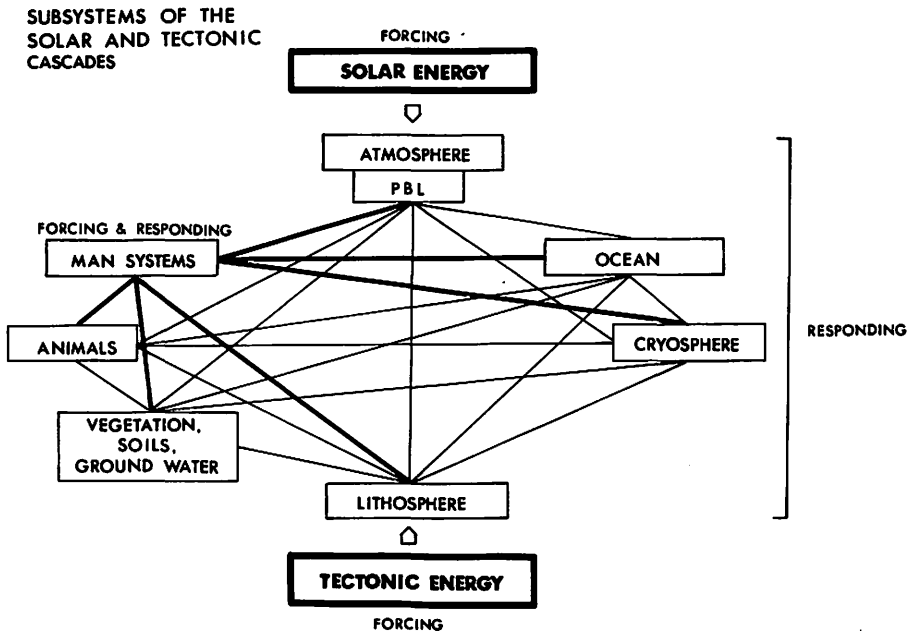 SUBSYSTEMS OF THE
SOLAR AND TECTONIC
CASCADES
FORCING
SOLAR ENERGY
ATMOSPHERE
PBL
FORCING & RESPONDING
MAN SYSTEMS
OCEAN
ANIMALS
CRYOSPHERE
RESPONDING
VEGETATION,
SOILS,
GROUND WATER
LITHOSPHERE
TECTONIC ENERGY
FORCING